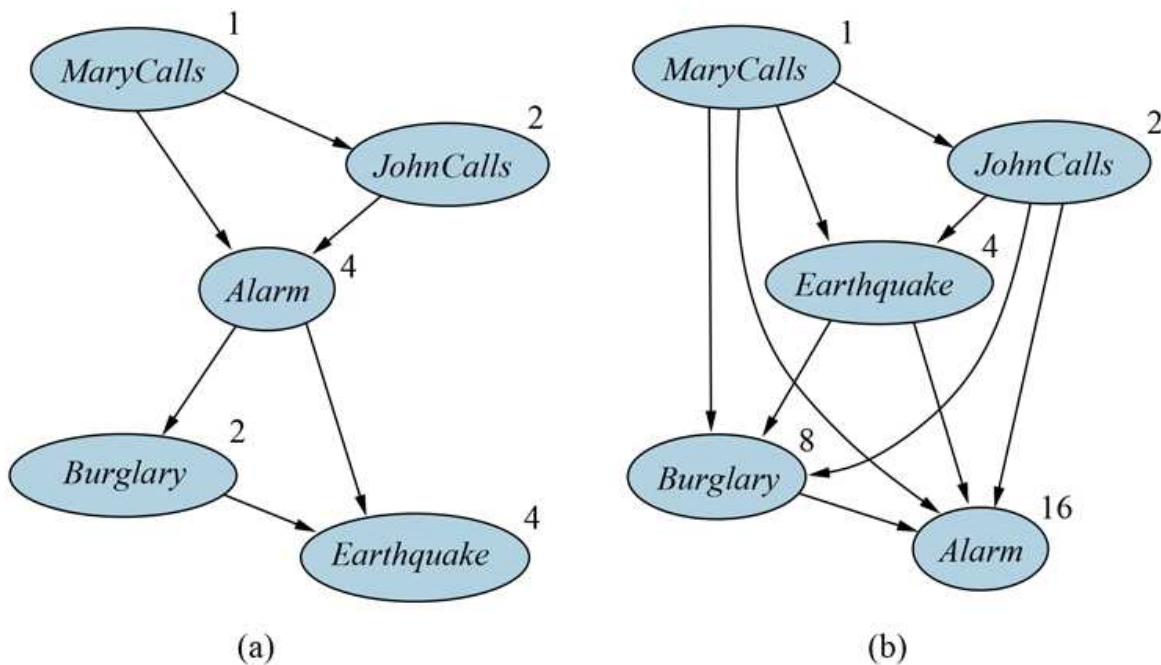 1
MaryCalls
2
JohnCalls
4
Alarm
2
Burglary
4
Earthquake
(a)
1
MaryCalls
2
JohnCalls
4
Earthquake
8
Burglary
16
Alarm
(b)